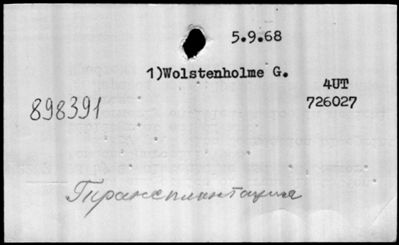 5.9.68
1)Wolstenholme G.
4UT
726027
898391
Трансплантация